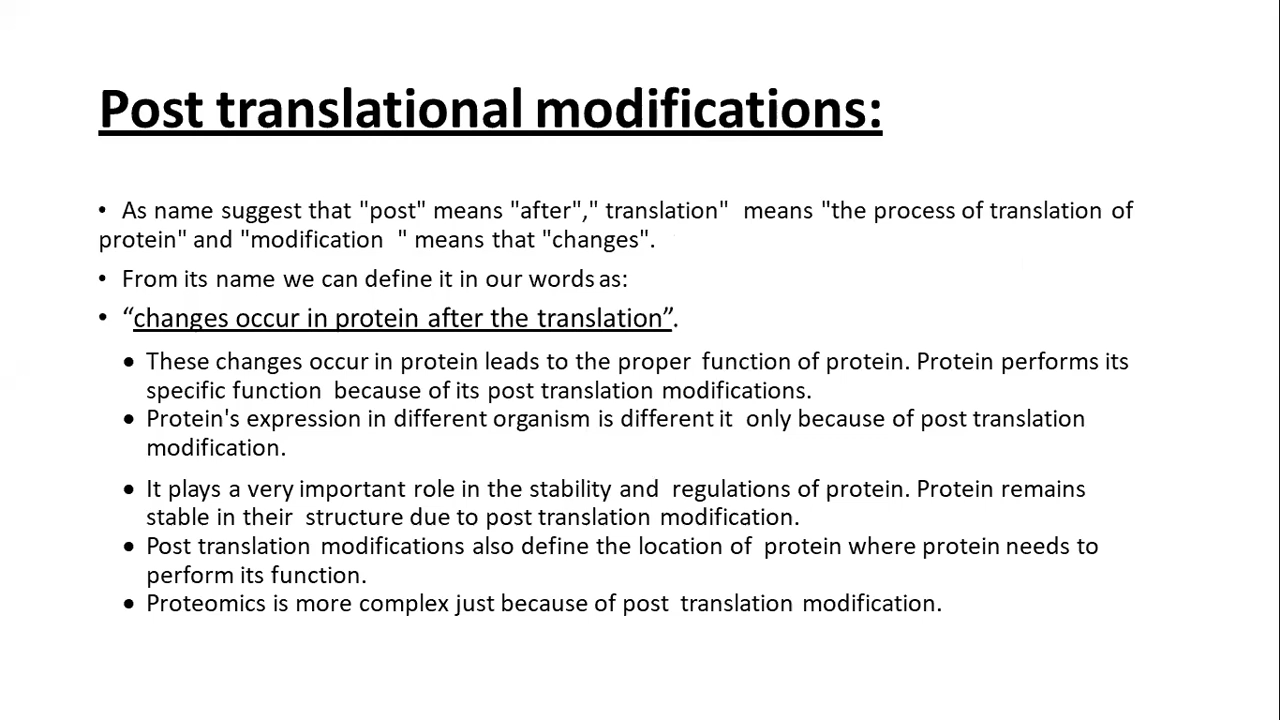 Post translational modifications:
• As name suggest that "post" means "after"," translation" means "the process of translation of
protein" and "modification " means that "changes".
• From its name we can define it in our words as:
• “changes occur in protein after the translation”.
• These changes occur in protein leads to the proper function of protein. Protein performs its
specific function because of its post translation modifications.
• Protein's expression in different organism is different it only because of post translation
modification.
• It plays a very important role in the stability and regulations of protein. Protein remains
stable in their structure due to post translation modification.
• Post translation modifications also define the location of protein where protein needs to
perform its function.
• Proteomics is more complex just because of post translation modification.